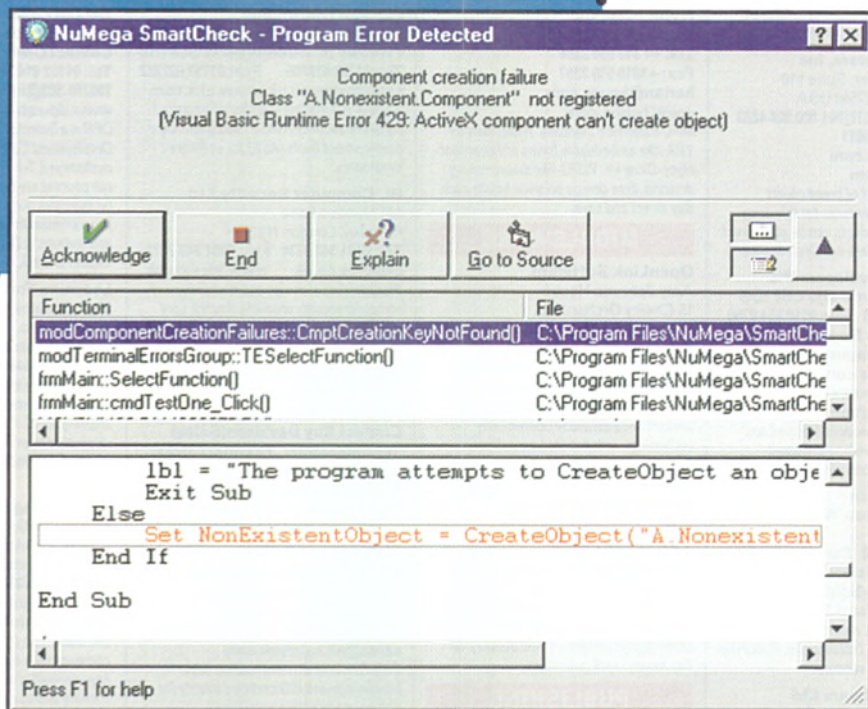 NuMega SmartCheck - Program Error Detected
Component creation failure
Class "A.Nonexistent.Component" not registered
(Visual Basic Runtime Error 429: ActiveX component can't create object)
Acknowledge
End
Explain
Go to Source
Function File
modComponentCreationFailures::CmptCreationKeyNotFound() C:\Program Files\NuMega\SmartChe
modTerminalErrorsGroup::TESelectFunction() C:\Program Files\NuMega\SmartChe
frmMain::SelectFunction() C:\Program Files\NuMega\SmartChe
frmMain::cmdTestOne_Click() C:\Program Files\NuMega\SmartChe
lbl = "The program attempts to CreateObject an obje
Exit Sub
Else
Set NonExistentObject = CreateObject("A.Nonexistent
End If
End Sub
Press F1 for help